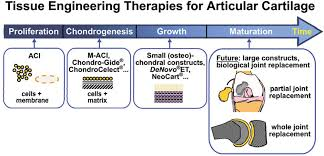 Tissue Engineering Therapies for Articular Cartilage
Proliferation
Chondrogenesis
Growth
Maturation
Time
ACI
cells +
membrane
M-ACI,
Chondro-Gide®,
ChondroCelect®...
cells +
matrix
Small (osteo-)
chondral constructs,
DeNovo®ET,
NeoCart®...
Future: large constructs,
biological joint
replacement
partial joint
replacement
whole joint
replacement